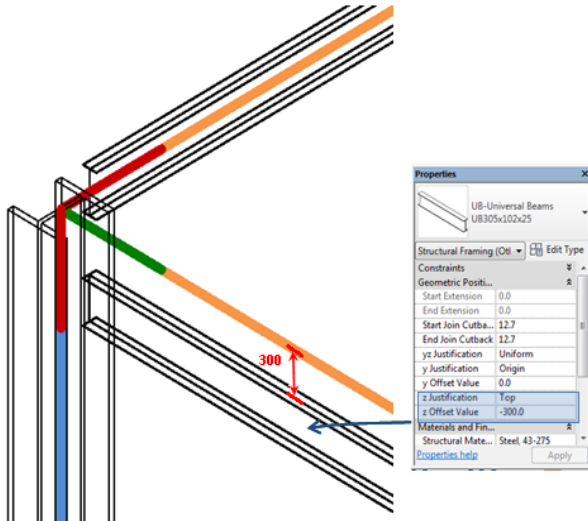 300
Properties
X
UB-Universal Beams
UB305x102x25
Structural Framing (Otl
Edit Type
Constraints
Geometric Positi...
Start Extension 0.0
End Extension 0.0
Start Join Cutba... 12.7
End Join Cutback 12.7
yz Justification Uniform
y Justification Origin
y Offset Value 0.0
z Justification Top
z Offset Value -300.0
Materials and Fin...
Structural Mate... Steel, 43-275
Properties help Apply